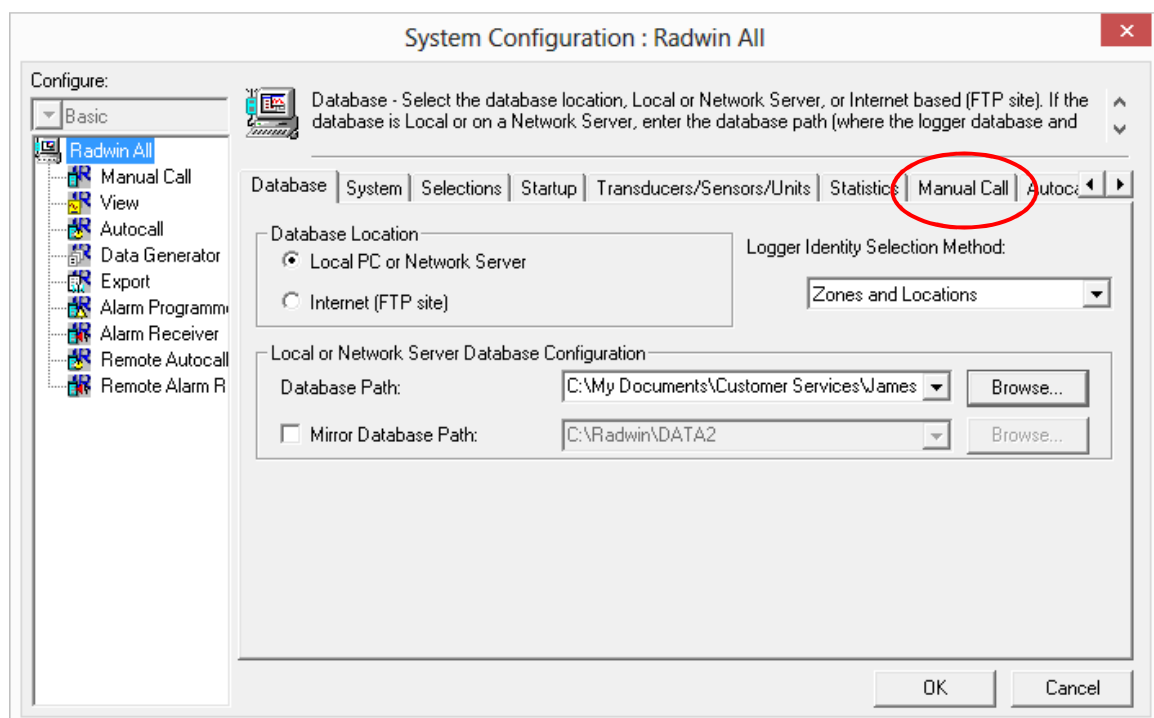 System Configuration : Radwin All
Configure:
Basic
Radwin All
Manual Call
View
Autocall
Data Generator
Export
Alarm Programm
Alarm Receiver
Remote Autocall
Remote Alarm R
Database - Select the database location, Local or Network Server, or Internet based (FTP site). If the
database is Local or on a Network Server, enter the database path (where the logger database and
Database System Selections Startup Transducers/Sensors/Units Statistics Manual Call Autoca
Database Location
Local PC or Network Server
Internet (FTP site)
Logger Identity Selection Method:
Zones and Locations
Local or Network Server Database Configuration
Database Path: C:\My Documents\Customer Services\James Browse...
Mirror Database Path: C:\Radwin\DATA2 Browse...
OK Cancel